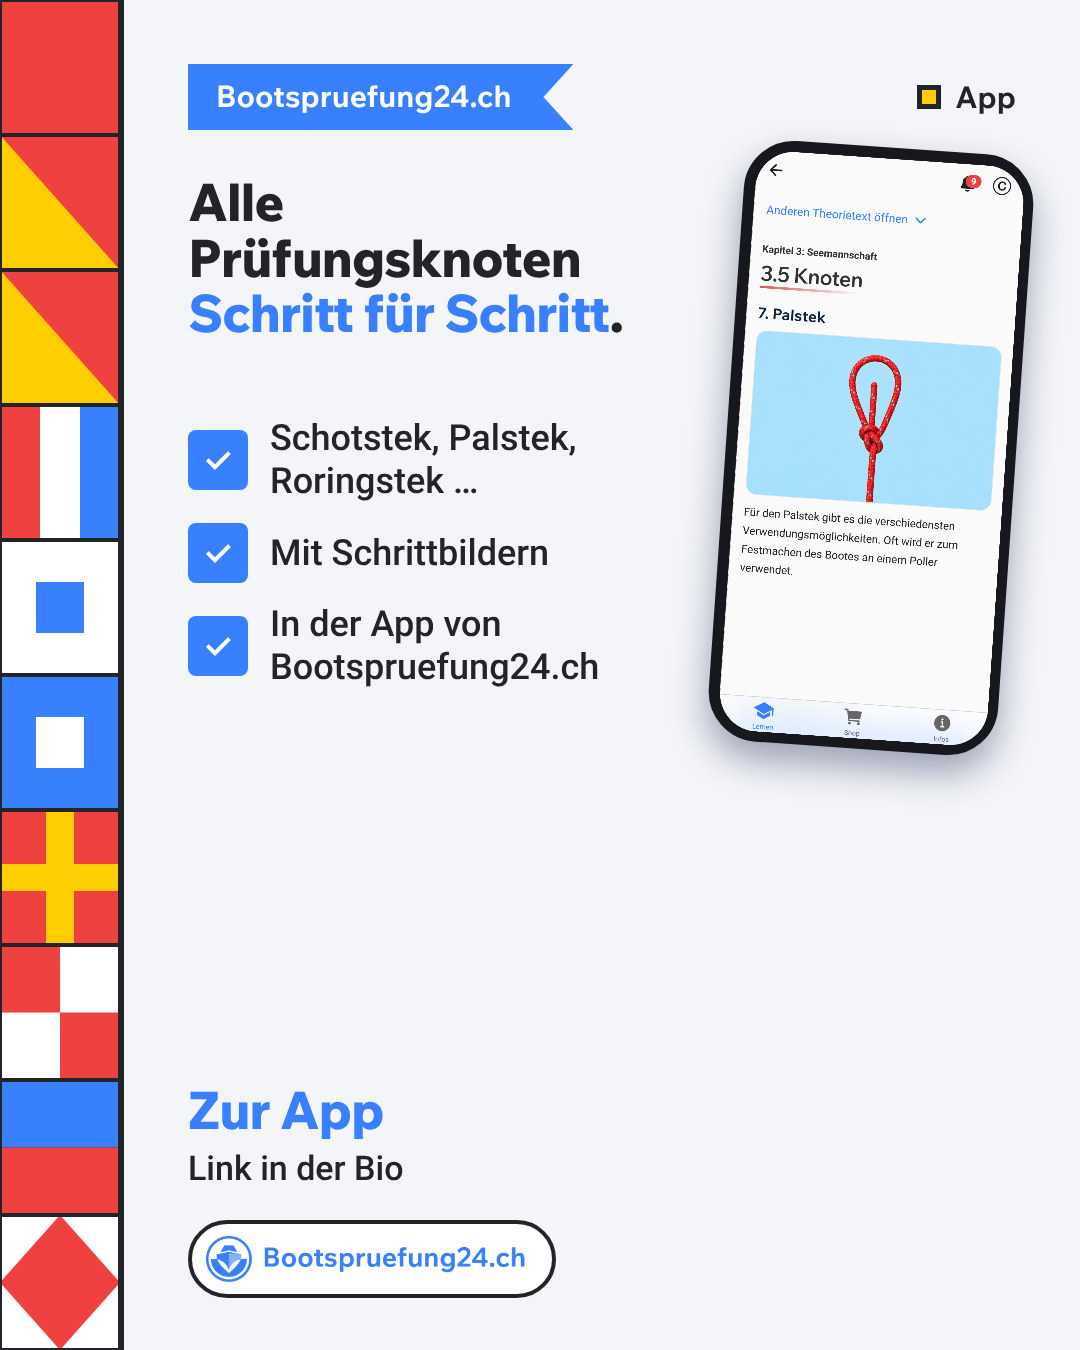 Bootspruefung24.ch
App
Alle
Prüfungsknoten
Schritt für Schritt.
Schotstek, Palstek,
Roringstek ...
Mit Schrittbildern
In der App von
Bootspruefung24.ch
9
C
Anderen Theorietext öffnen
Kapitel 3: Seemannschaft
3.5 Knoten
7. Palstek
Für den Palstek gibt es die verschiedensten
Verwendungsmöglichkeiten. Oft wird er zum
Festmachen des Bootes an einem Poller
verwendet.
Lernen
Shop
Infos
Zur App
Link in der Bio
Bootspruefung24.ch